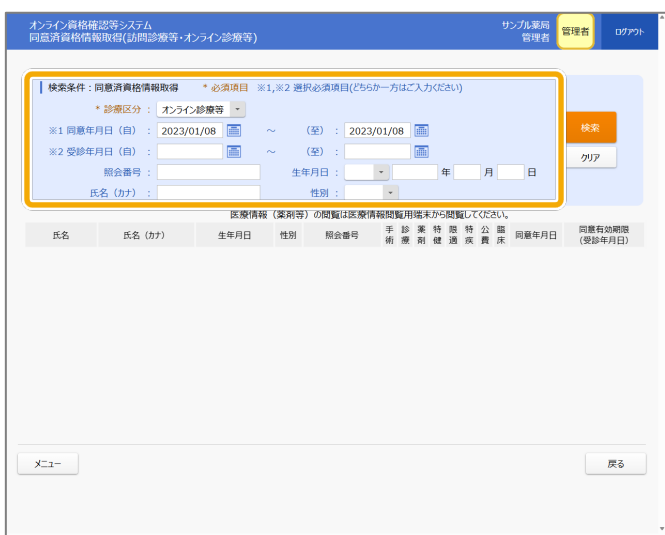 オンライン資格確認等システム
同意済資格情報取得(訪問診療等・オンライン診療等)
サンプル薬局
管理者
管理者
ログアウト
検索条件：同意済資格情報取得 * 必須項目 ※1,※2 選択必須項目(どちらか一方はご入力ください)
* 診療区分 : オンライン診療等
※1 同意年月日（自） : 2023/01/08 ～ （至） : 2023/01/08
※2 受診年月日（自） : ～ （至） :
照会番号 : 生年月日 : 年 月 日
氏名（カナ） : 性別 :
検索
クリア
医療情報（薬剤等）の閲覧は医療情報閲覧用端末から閲覧してください。
氏名 氏名（カナ） 生年月日 性別 照会番号 手術 診療 薬剤 特健 限適 特疾 公費 臨床 同意年月日 同意有効期限
（受診年月日）
メニュー
戻る